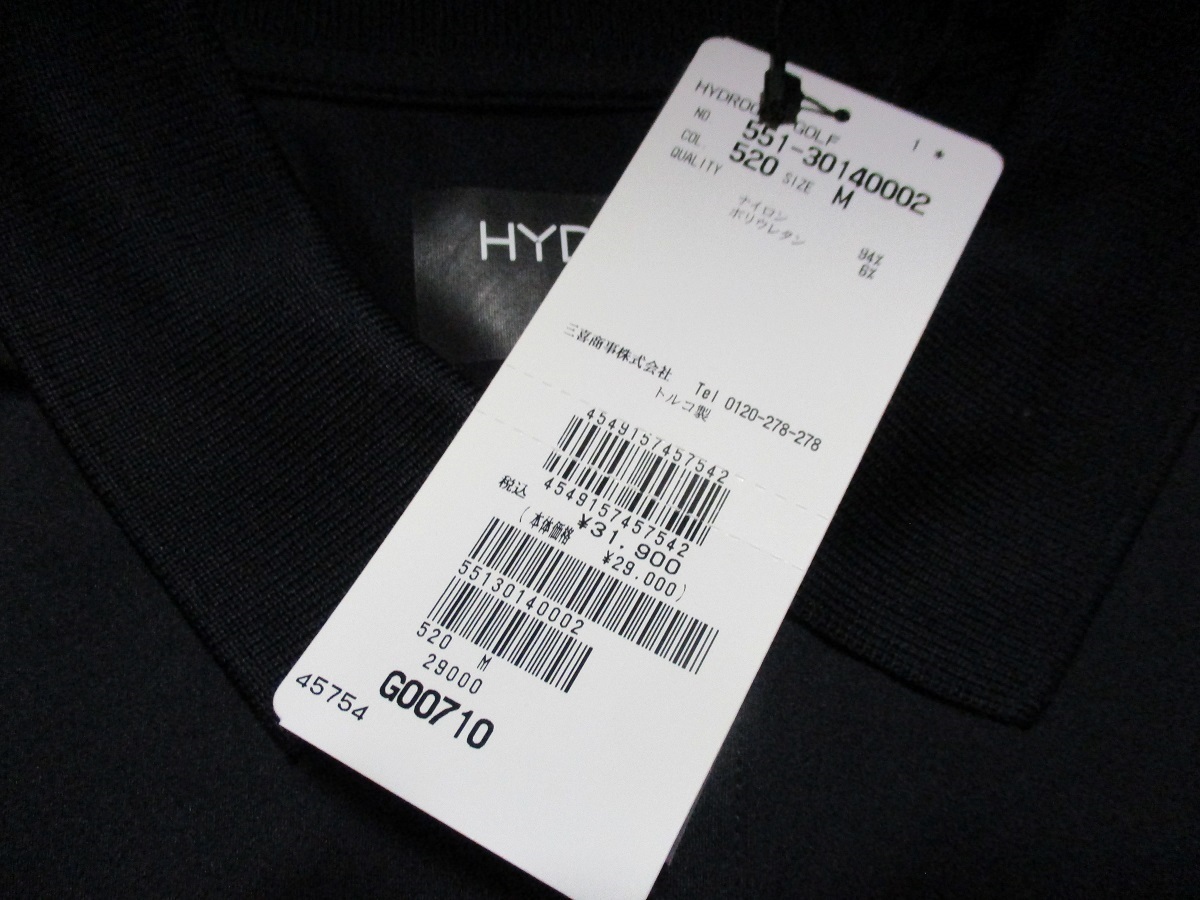 HYD
HYDROG GOLF
1
NO 551-30140002
COL. 520 SIZE M
QUALITY
ナイロン 94%
ポリウレタン 6%
三喜商事株式会社 Tel 0120-278-278
トルコ製
4549157457542
4549157457542
税込 ¥31.900
(本体価格 ¥29.000)
55130140002
520 M
29000
45754 G00710